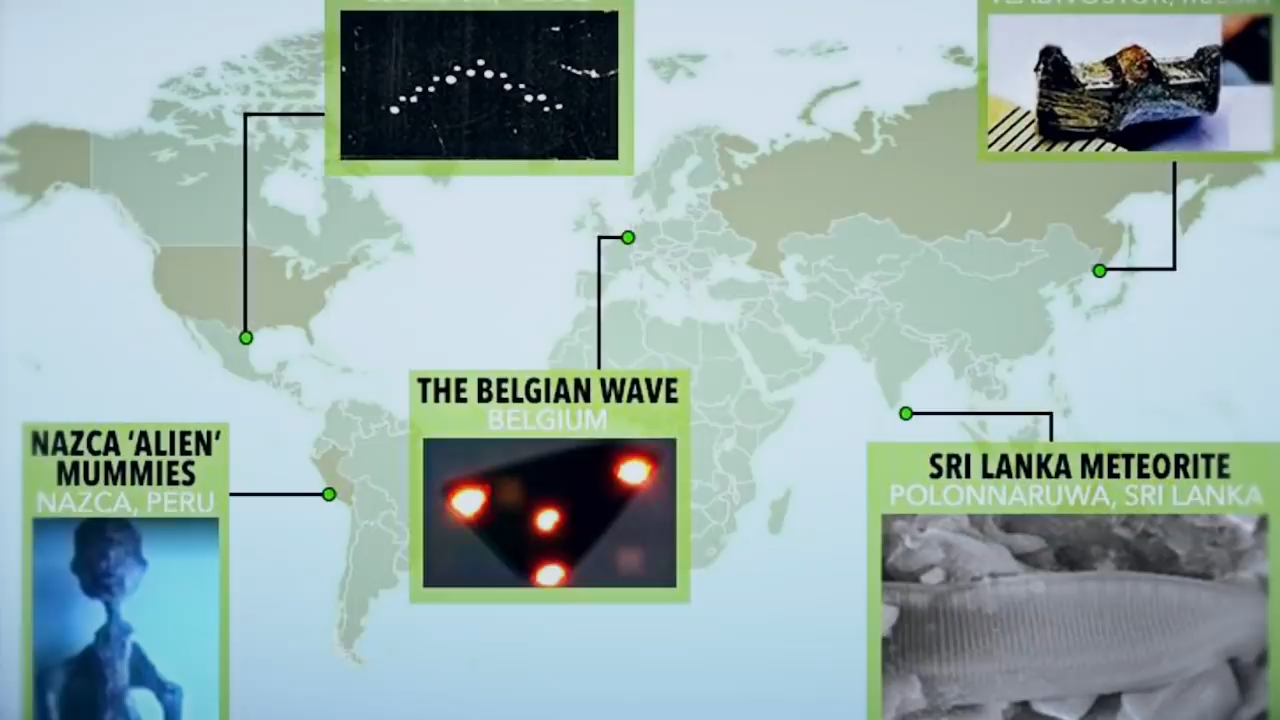 THE BELGIAN WAVE
BELGIUM
NAZCA ‘ALIEN’
MUMMIES
NAZCA, PERU
SRI LANKA METEORITE
POLONNARUWA, SRI LANKA